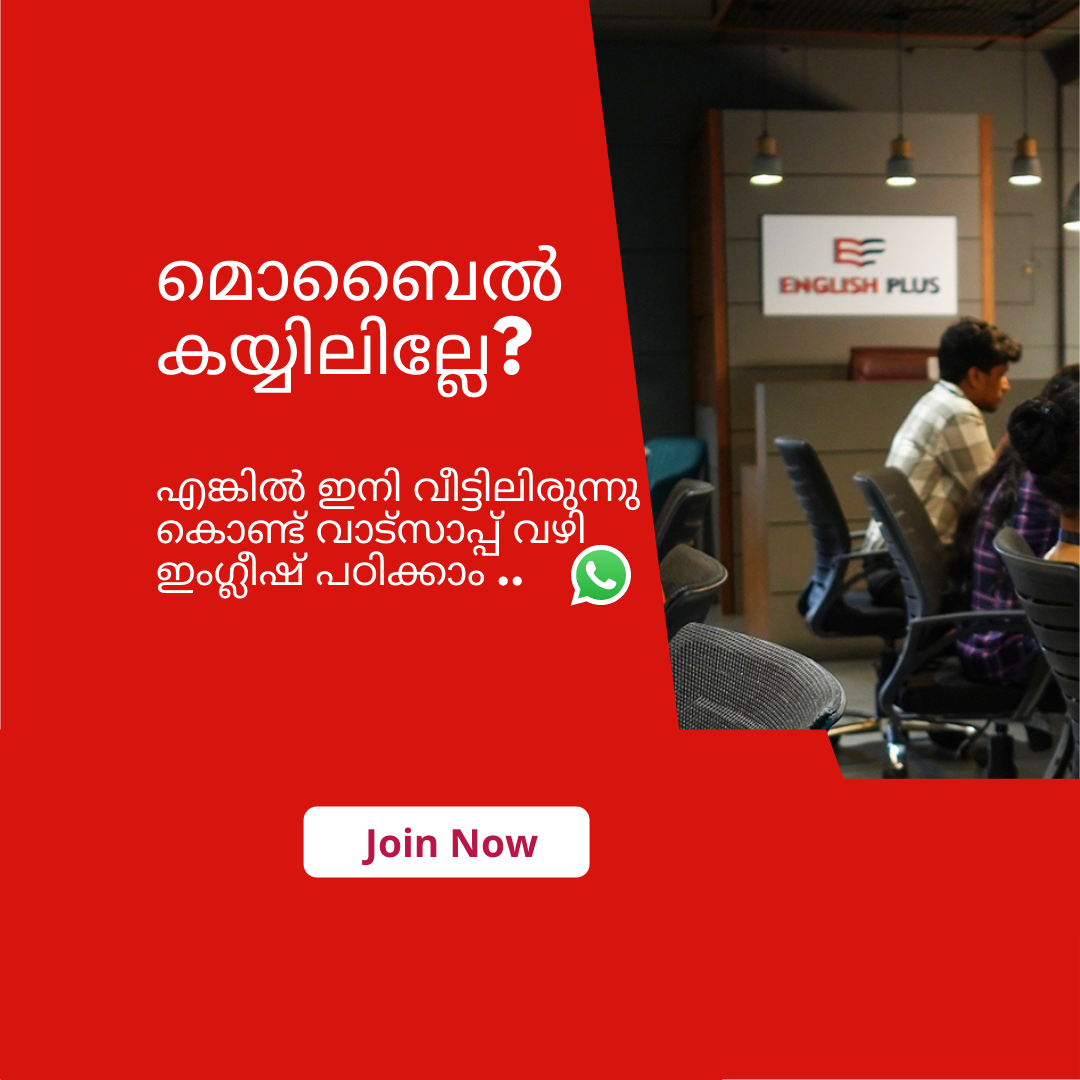 മൊബൈൽ
കയ്യിലില്ലേ?
എങ്കിൽ ഇനി വീട്ടിലിരുന്നു
കൊണ്ട് വാട്സാപ്പ് വഴി
ഇംഗ്ലീഷ് പഠിക്കാം ..
ENGLISH PLUS
Join Now